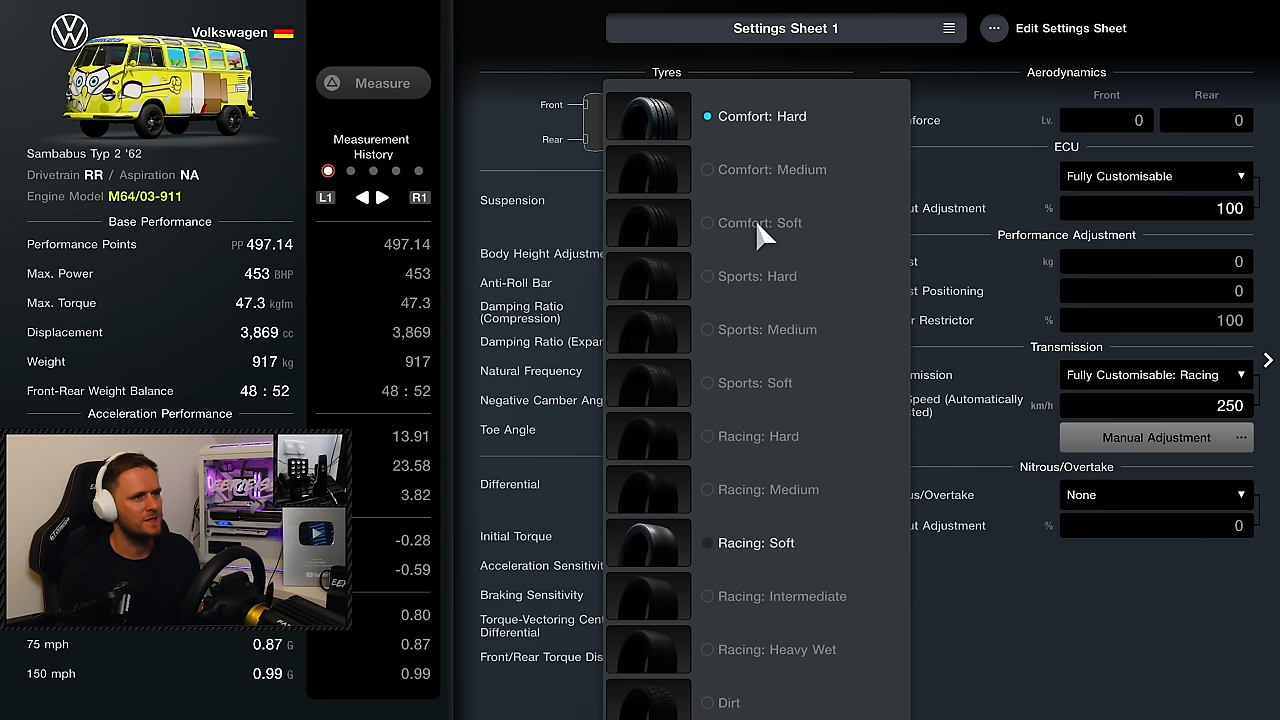 Volkswagen
Sambabus Typ 2 '62
Drivetrain RR / Aspiration NA
Engine Model M64/03-911
Base Performance
Performance Points PP 497.14
Max. Power 453 BHP
Max. Torque 47.3 kgfm
Displacement 3,869 cc
Weight 917 kg
Front-Rear Weight Balance 48 : 52
Acceleration Performance
75 mph 0.87 G
150 mph 0.99 G
Measure
Measurement
History
L1 R1
497.14
453
47.3
3,869
917
48 : 52
13.91
23.58
3.82
-0.28
-0.59
0.80
0.87
0.99
Settings Sheet 1
Edit Settings Sheet
Tyres
Front
Rear
Suspension
Body Height Adjustme
Anti-Roll Bar
Damping Ratio
(Compression)
Damping Ratio (Expan
Natural Frequency
Negative Camber Ang
Toe Angle
Differential
Initial Torque
Acceleration Sensitivit
Braking Sensitivity
Torque-Vectoring Cent
Differential
Front/Rear Torque Dis
Comfort: Hard
Comfort: Medium
Comfort: Soft
Sports: Hard
Sports: Medium
Sports: Soft
Racing: Hard
Racing: Medium
Racing: Soft
Racing: Intermediate
Racing: Heavy Wet
Dirt
Aerodynamics
Front Rear
nforce Lv. 0 0
ECU
Fully Customisable
ut Adjustment % 100
Performance Adjustment
st kg 0
st Positioning 0
r Restrictor % 100
Transmission
mission Fully Customisable: Racing
Speed (Automatically
ted) km/h 250
Manual Adjustment
Nitrous/Overtake
us/Overtake None
ut Adjustment % 0